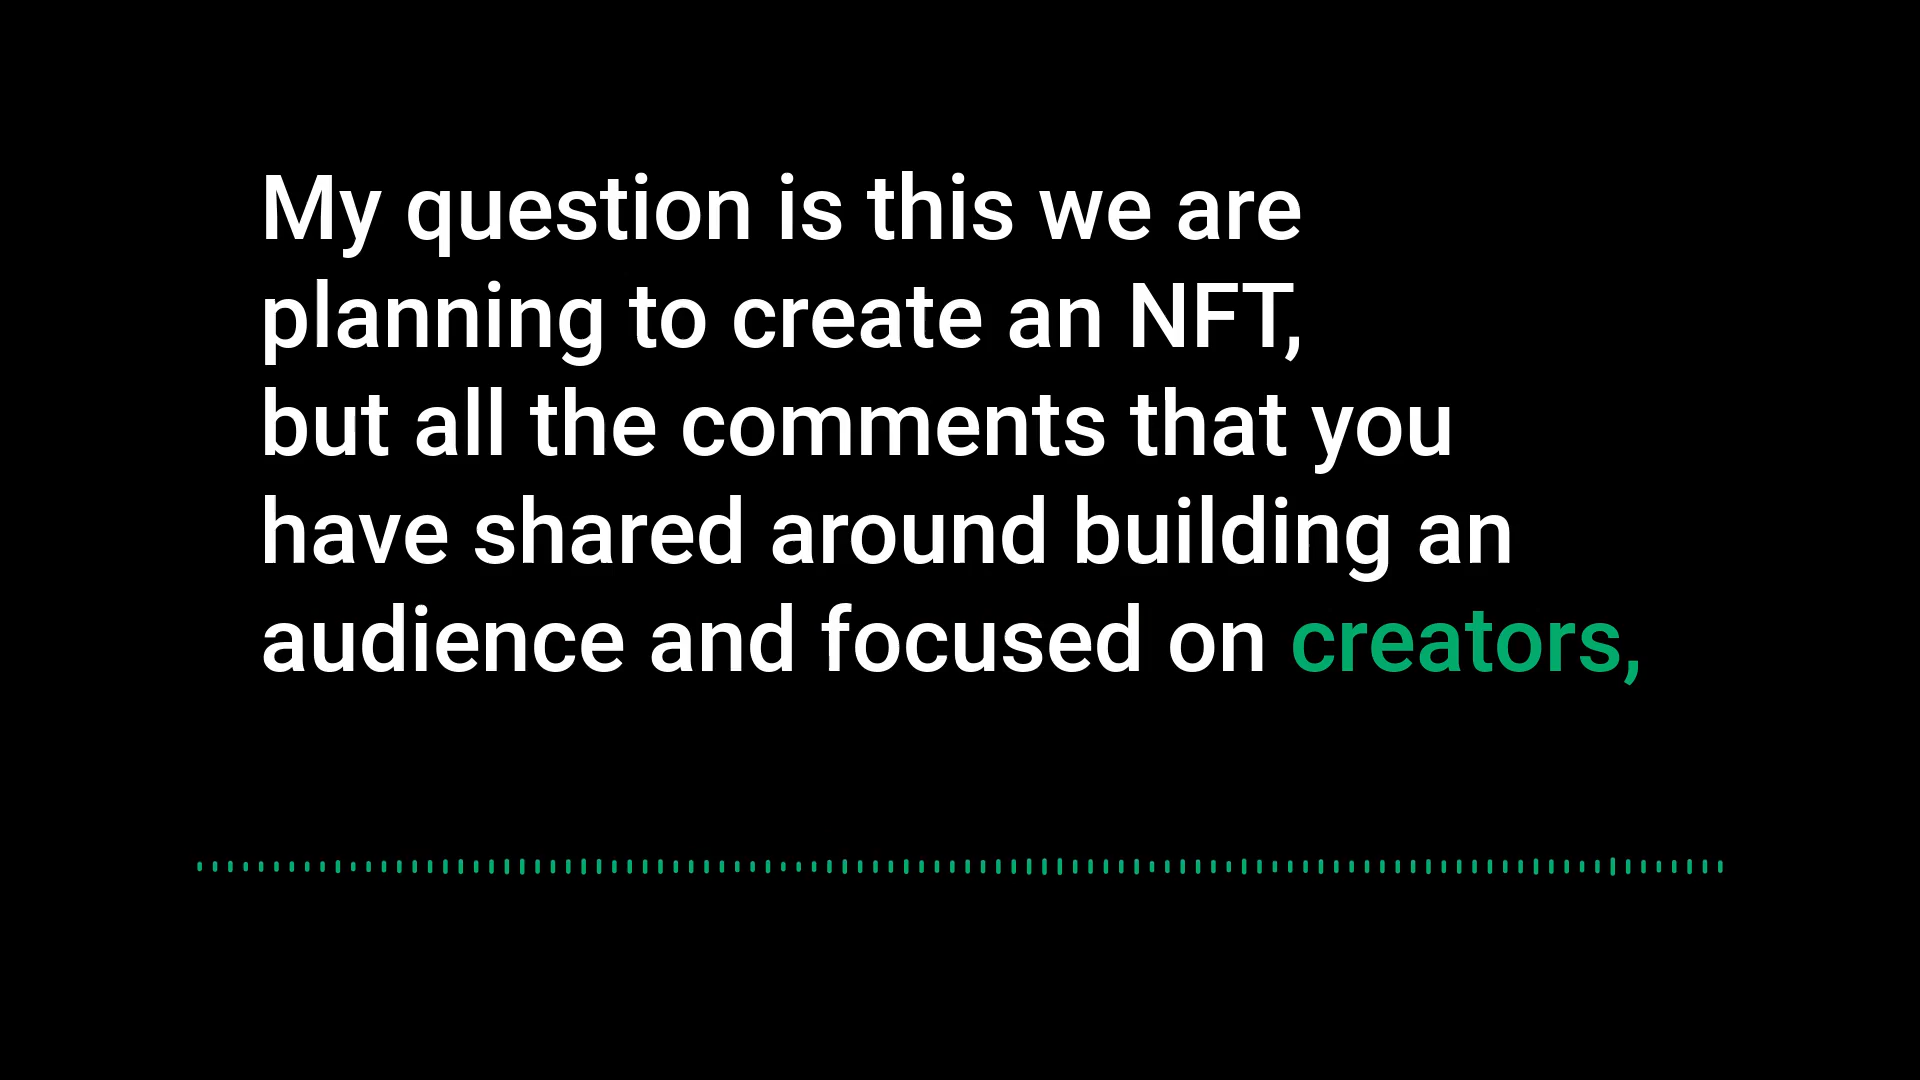 My question is this we are
planning to create an NFT,
but all the comments that you
have shared around building an
audience and focused on creators,